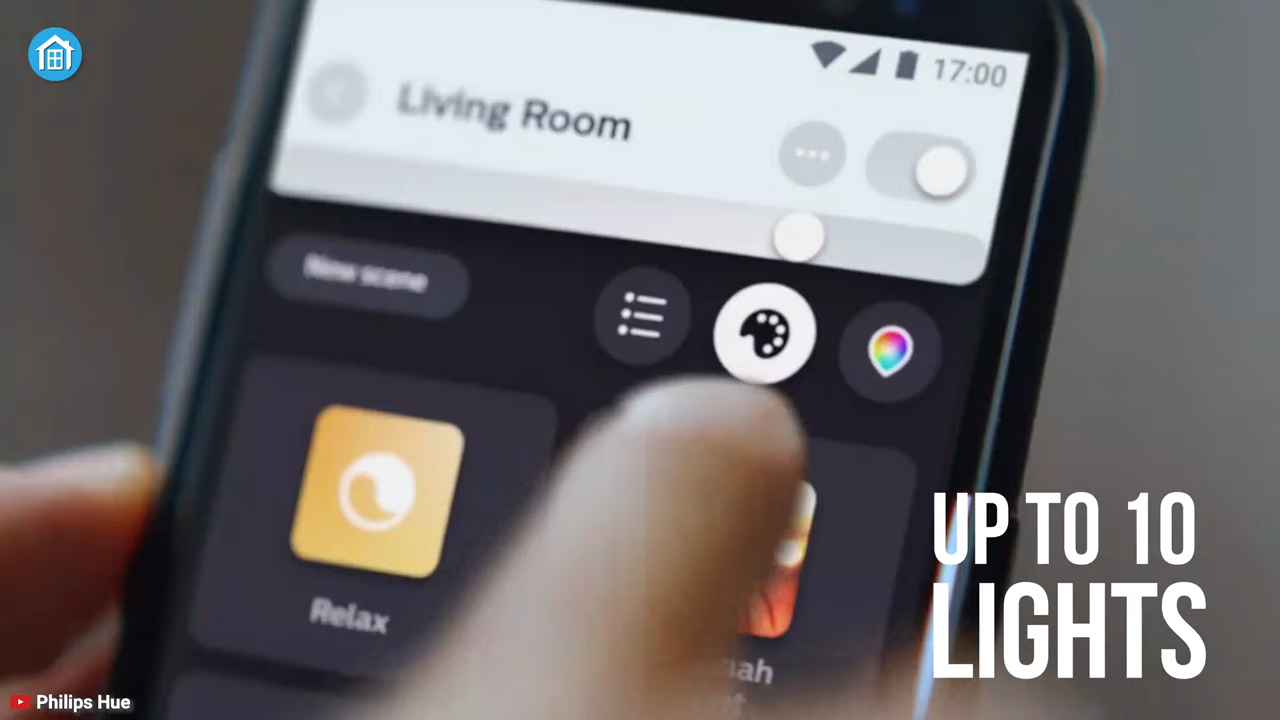 17:00
Living Room
New scene
Relax
UP TO 10
LIGHTS
Philips Hue